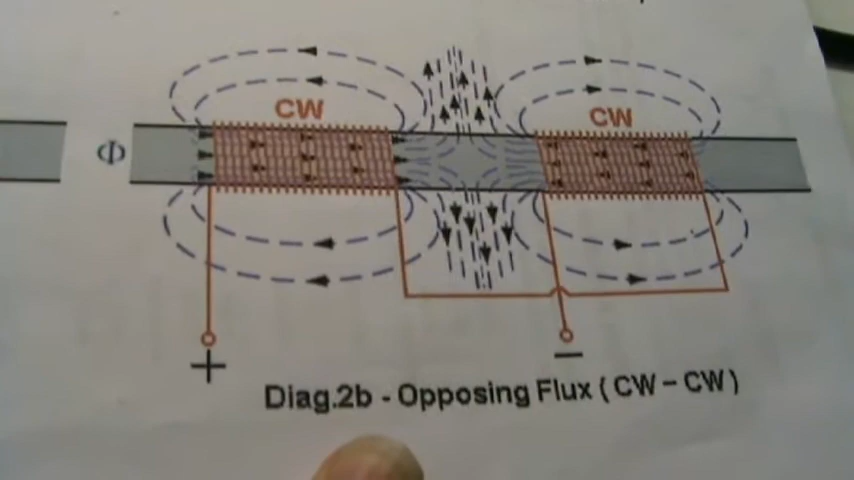 CW
CW
Φ
+
−
Diag.2b - Opposing Flux ( CW – CW )